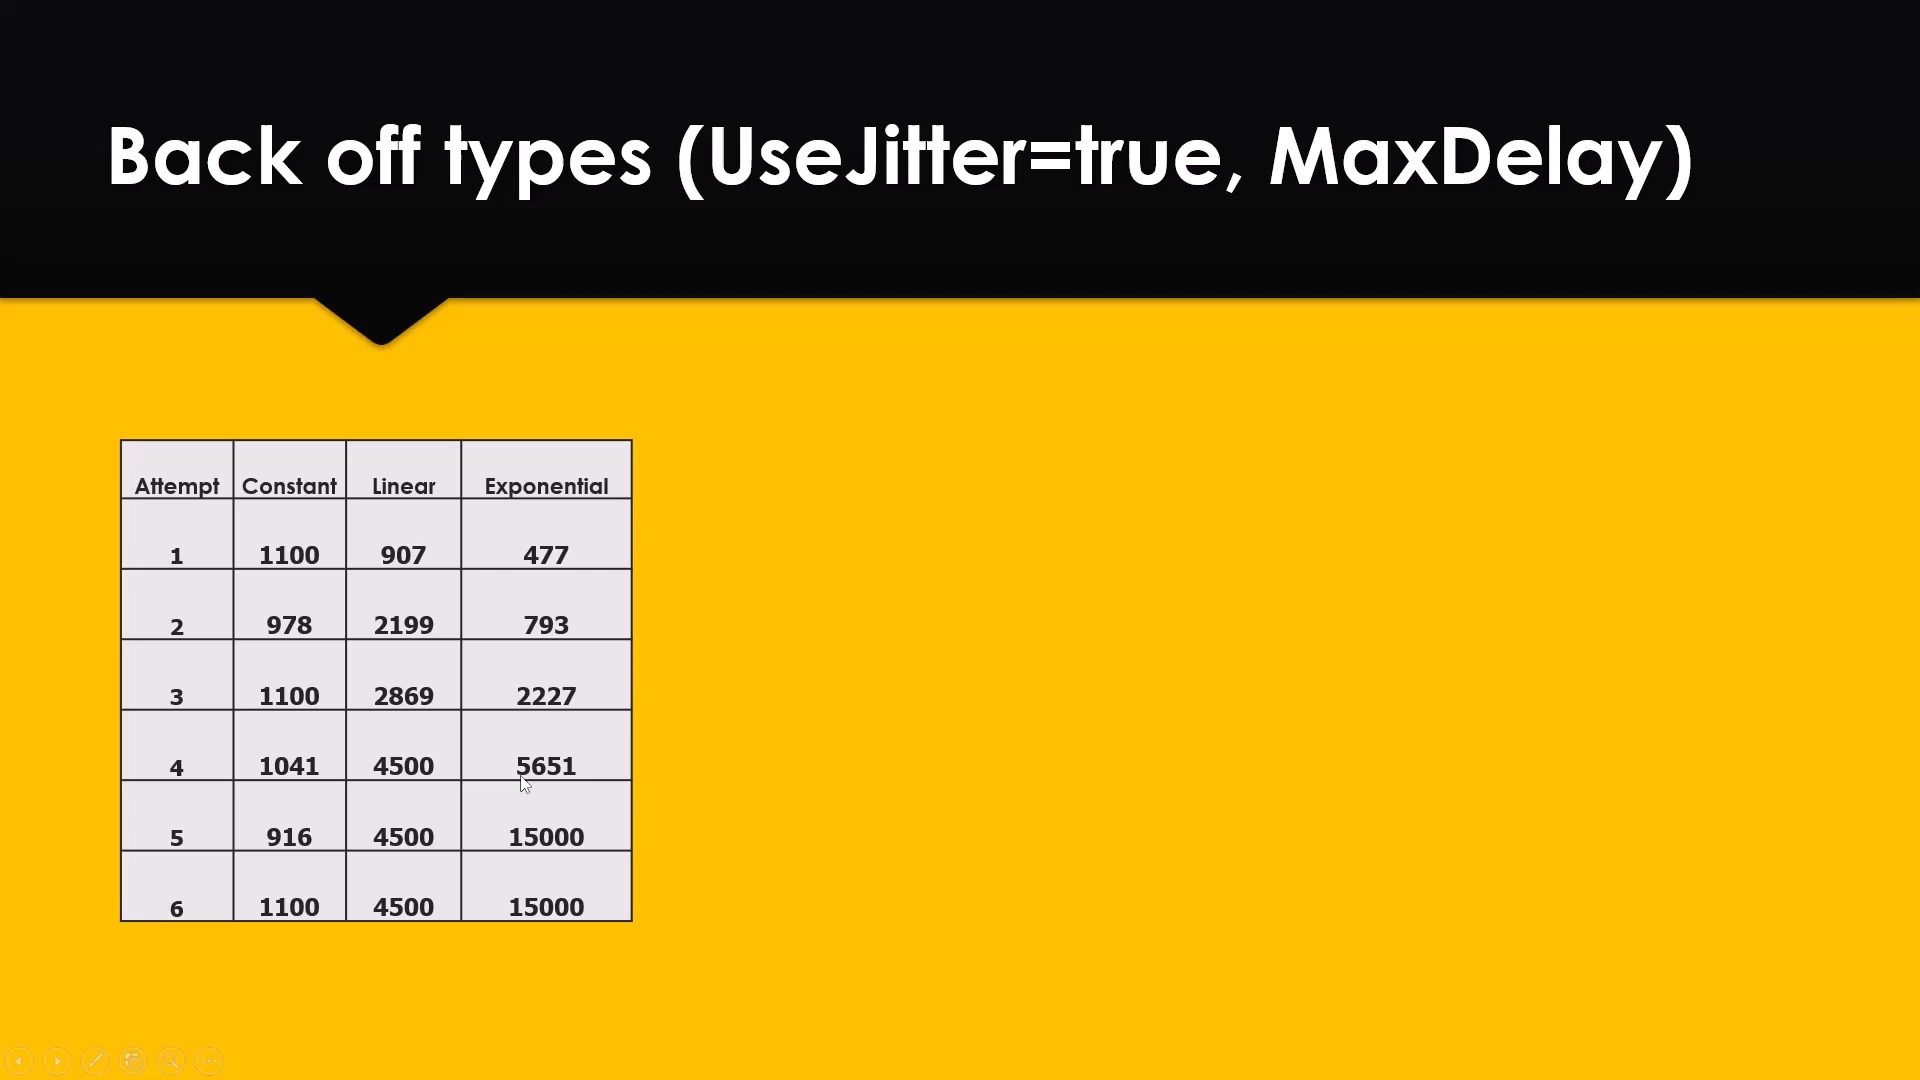 Back off types (UseJitter=true, MaxDelay)
Attempt Constant Linear Exponential
1 1100 907 477
2 978 2199 793
3 1100 2869 2227
4 1041 4500 5651
5 916 4500 15000
6 1100 4500 15000